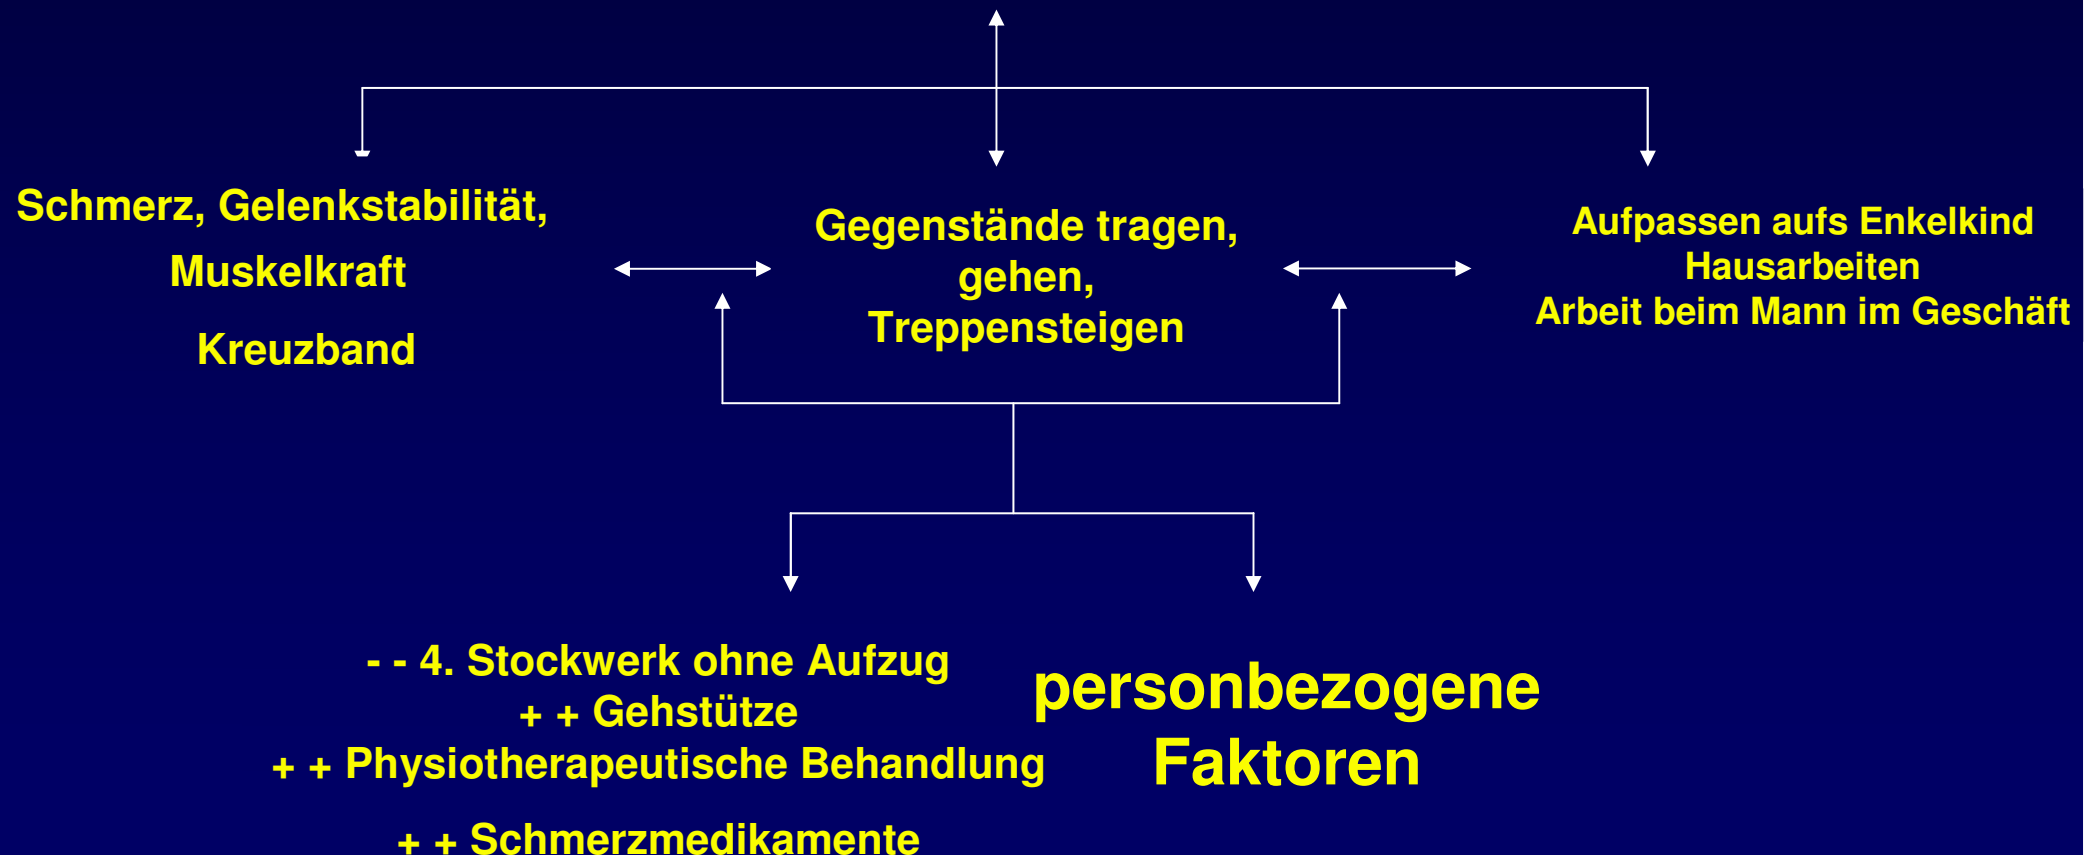 Schmerz, Gelenkstabilität,
Muskelkraft
Kreuzband
Gegenstände tragen,
gehen,
Treppensteigen
Aufpassen aufs Enkelkind
Hausarbeiten
Arbeit beim Mann im Geschäft
- - 4. Stockwerk ohne Aufzug
+ + Gehstütze
+ + Physiotherapeutische Behandlung
+ + Schmerzmedikamente
personbezogene
Faktoren